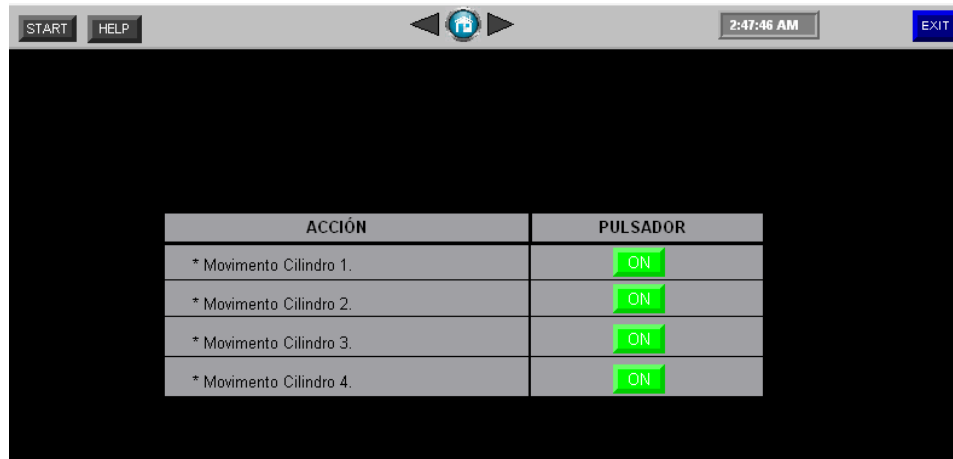 START HELP 2:47:46 AM EXIT
ACCIÓN PULSADOR
* Movimento Cilindro 1. ON
* Movimento Cilindro 2. ON
* Movimento Cilindro 3. ON
* Movimento Cilindro 4. ON